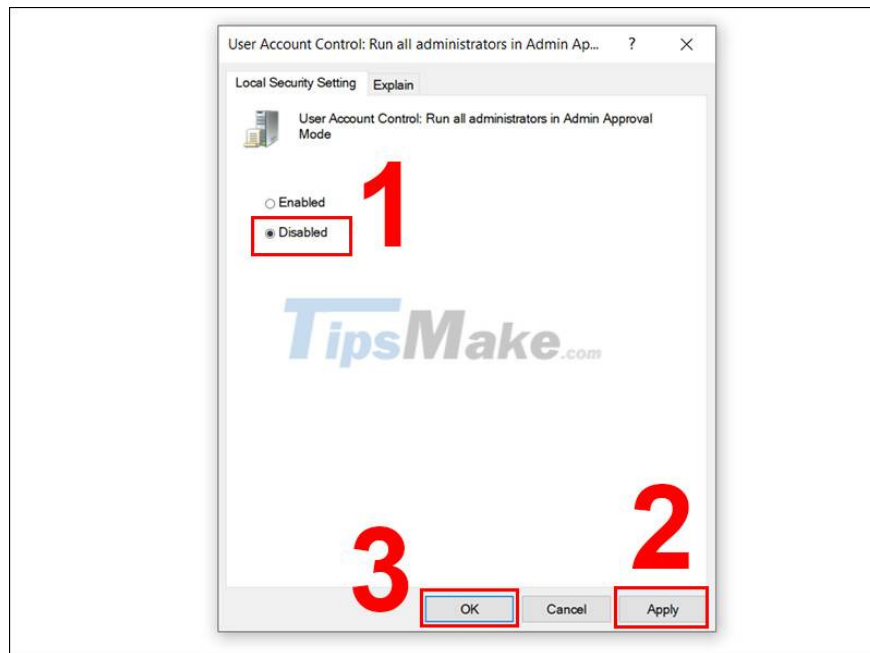 User Account Control: Run all administrators in Admin Ap... ?
Local Security Setting Explain
User Account Control: Run all administrators in Admin Approval
Mode
1
Enabled
Disabled
TipsMake.com
2
3
OK Cancel Apply